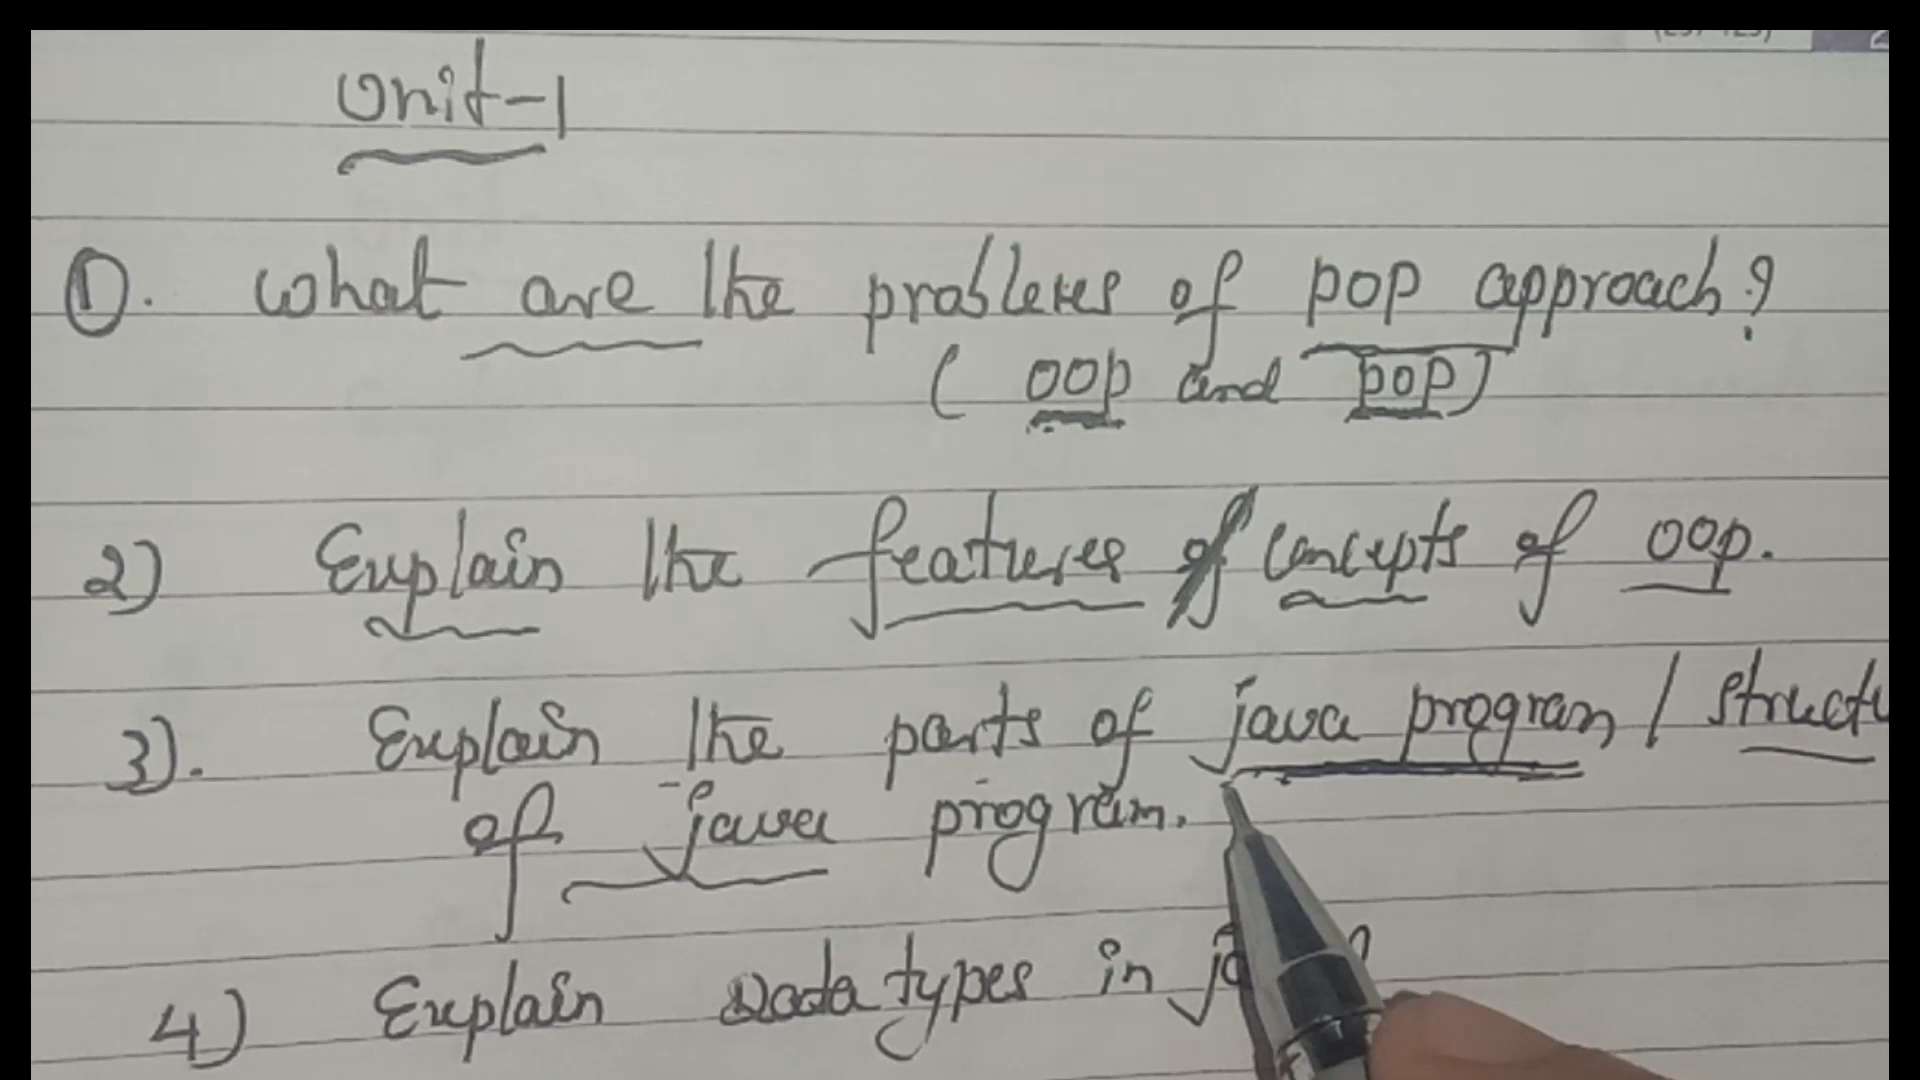 Unit-1
1). What are the problems of pop approach?
(OOP and POP)
2) Explain the features of concepts of OOP.
3). Explain the parts of java program / Structu
of java program.
4) Explain Data types in